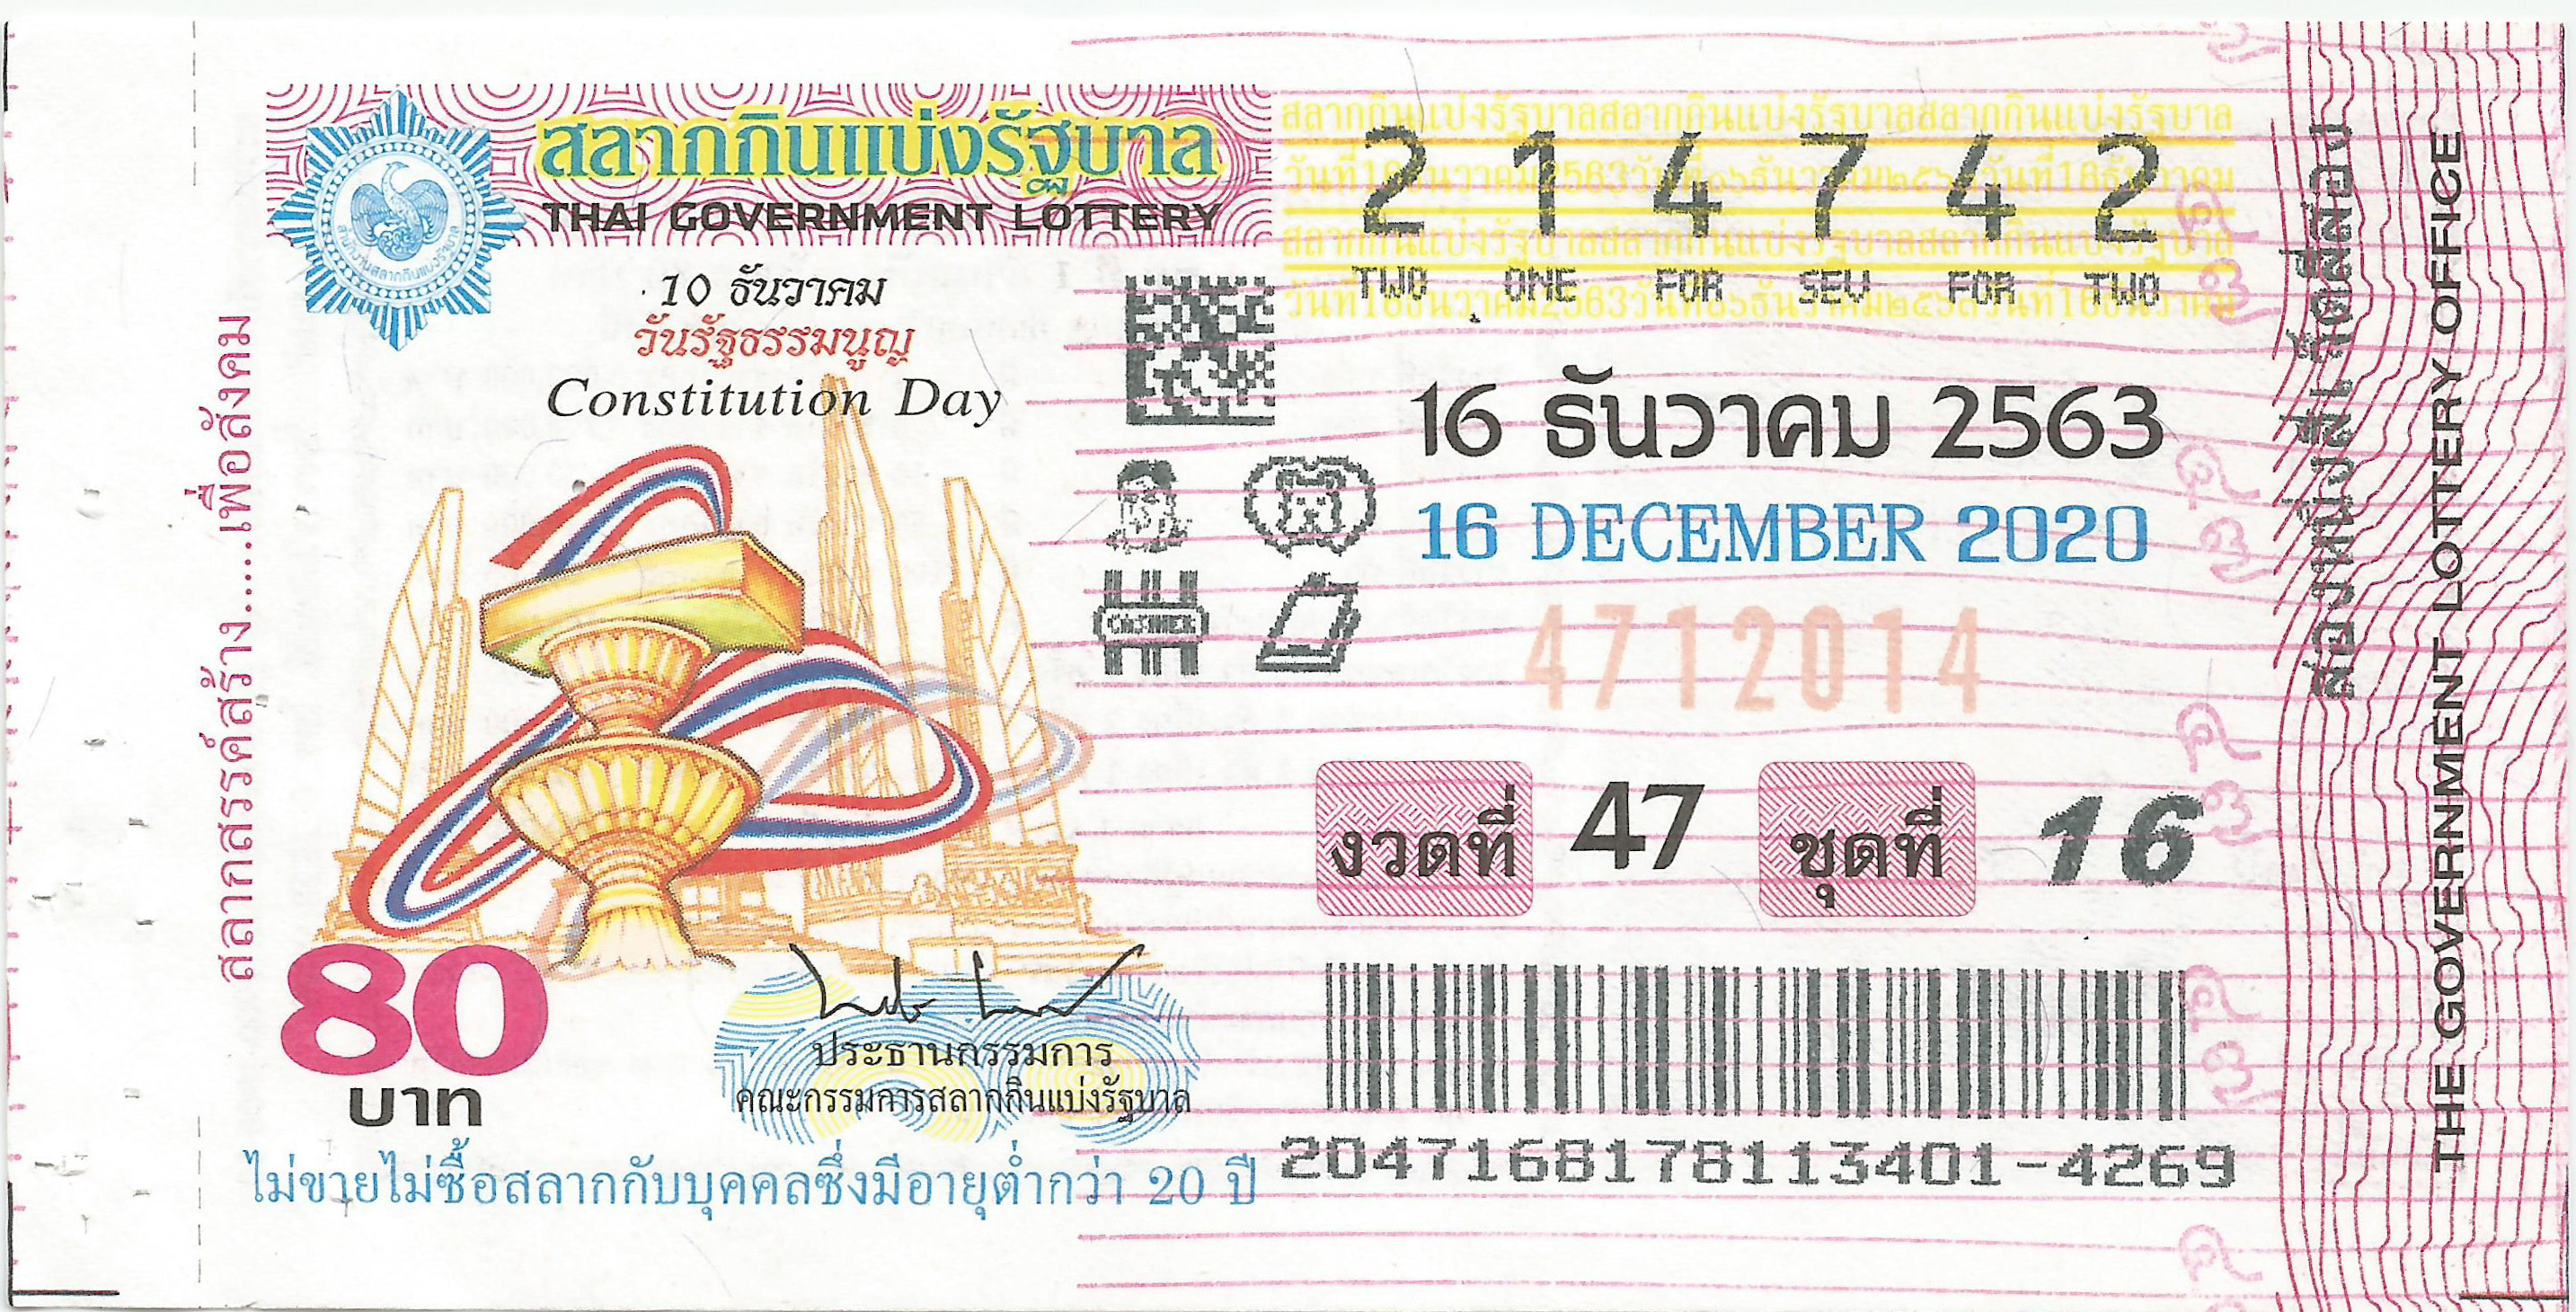 สลากกินแบ่งรัฐบาล
THAI GOVERNMENT LOTTERY
สำนักงานสลากกินแบ่งรัฐบาล
10 ธันวาคม
วันรัฐธรรมนูญ
Constitution Day
สลากสรรค์สร้าง.....เพื่อสังคม
80
บาท
ประธานกรรมการ
คณะกรรมการสลากกินแบ่งรัฐบาล
ไม่ขายไม่ซื้อสลากกับบุคคลซึ่งมีอายุต่ำกว่า 20 ปี
สลากกินแบ่งรัฐบาลสลากกินแบ่งรัฐบาลสลากกินแบ่งรัฐบาล
วันที่16ธันวาคม2563วันที่๑๖ธันวาคม๒๕๖๓วันที่16ธันวาคม
สลากกินแบ่งรัฐบาลสลากกินแบ่งรัฐบาลสลากกินแบ่งรัฐบาล
วันที่16ธันวาคม2563วันที่๑๖ธันวาคม๒๕๖๓วันที่16ธันวาคม
2 1 4 7 4 2
TWO ONE FOR SEV FOR TWO
16 ธันวาคม 2563
16 DECEMBER 2020
4712014
งวดที่ 47 ชุดที่ 16
2047168178113401-4269
สองหนึ่งสี่เจ็ดสี่สอง
THE GOVERNMENT LOTTERY OFFICE